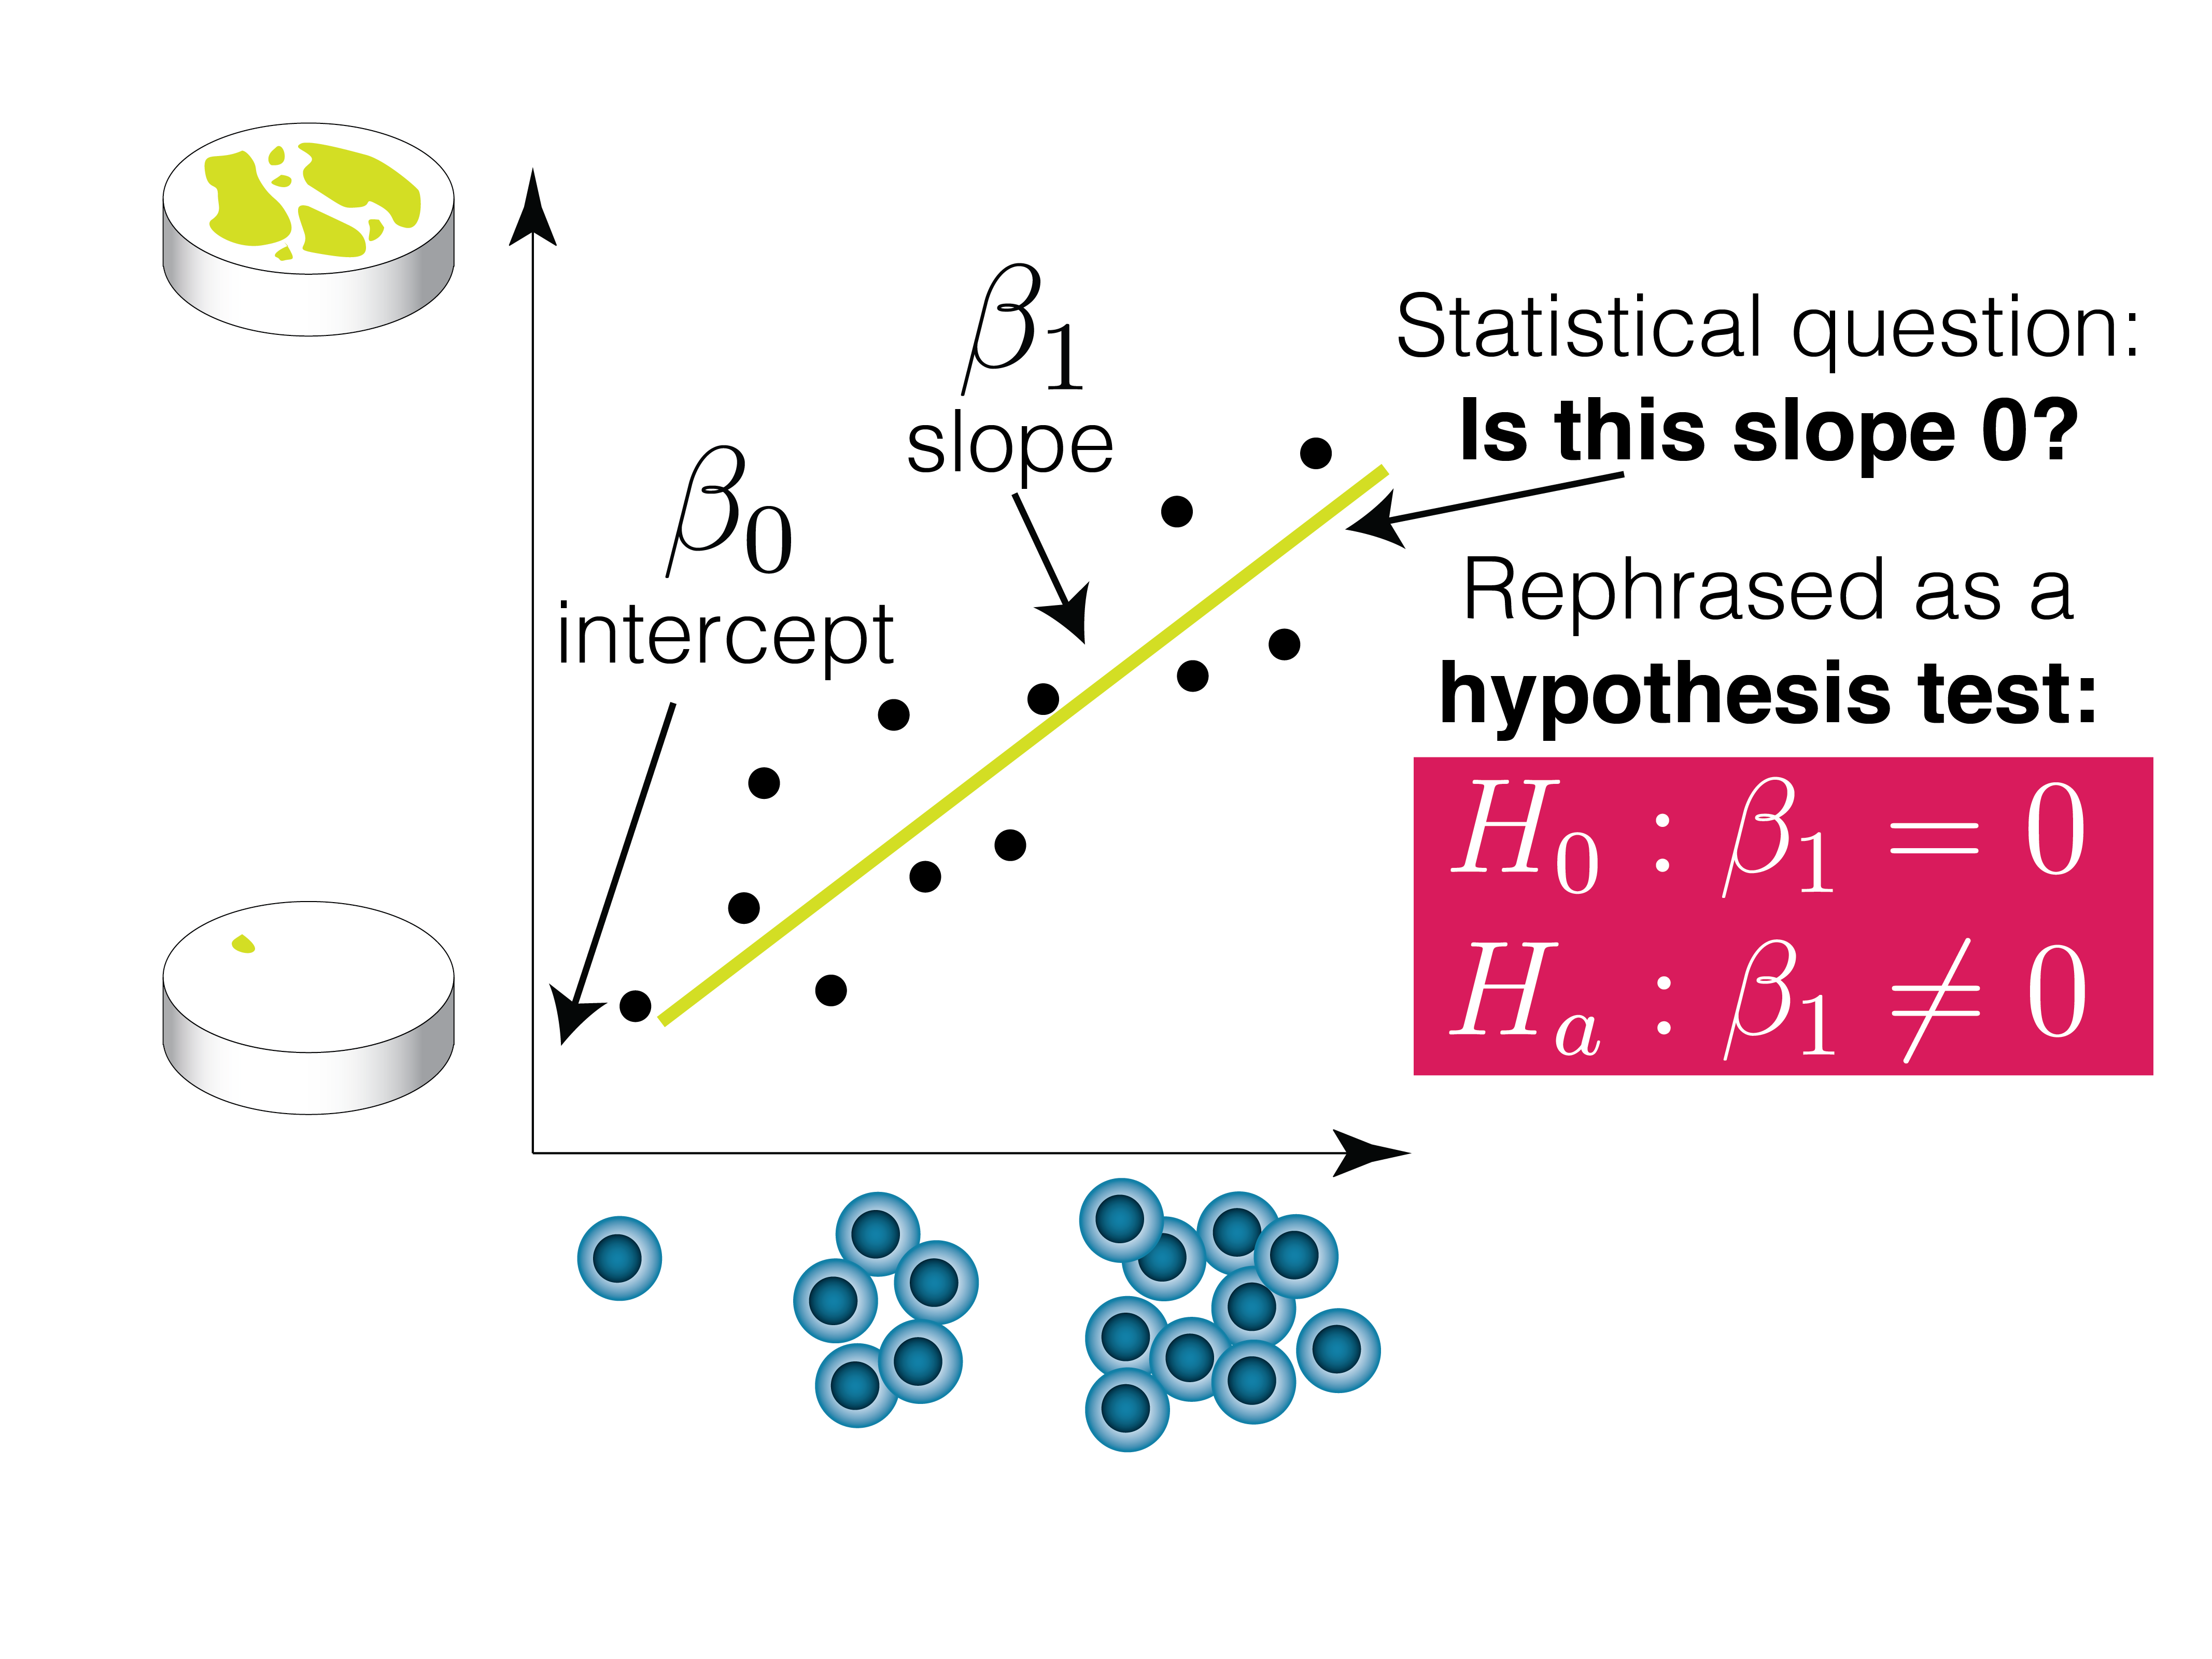 β₁
slope
β₀
intercept
Statistical question:
Is this slope 0?
Rephrased as a
hypothesis test:
H₀ : β₁ = 0
Hₐ : β₁ ≠ 0